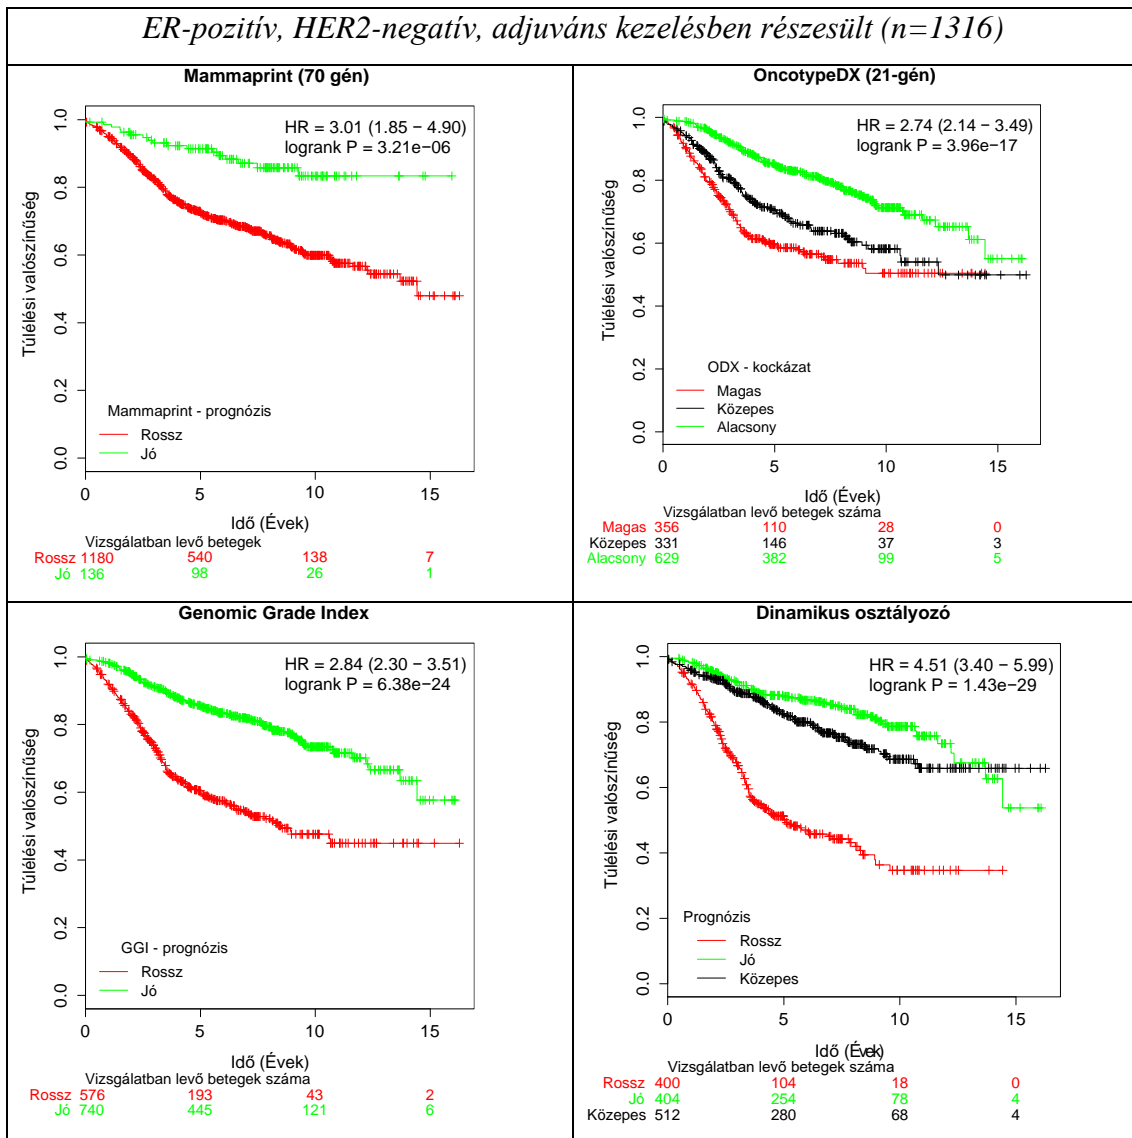 ER-pozitív, HER2-negatív, adjuváns kezelésben részesült (n=1316)
Mammaprint (70 gén)
HR = 3.01 (1.85 − 4.90)
logrank P = 3.21e−06
Túlélési valószínűség
1.0
0.8
0.6
0.4
0.2
0.0
Mammaprint - prognózis
Rossz
Jó
0 5 10 15
Idő (Évek)
Vizsgálatban levő betegek
Rossz 1180 540 138 7
Jó 136 98 26 1
OncotypeDX (21-gén)
HR = 2.74 (2.14 − 3.49)
logrank P = 3.96e−17
Túlélési valószínűség
1.0
0.8
0.6
0.4
0.2
0.0
ODX - kockázat
Magas
Közepes
Alacsony
0 5 10 15
Idő (Évek)
Vizsgálatban levő betegek száma
Magas 356 110 28 0
Közepes 331 146 37 3
Alacsony 629 382 99 5
Genomic Grade Index
HR = 2.84 (2.30 − 3.51)
logrank P = 6.38e−24
Túlélési valószínűség
1.0
0.8
0.6
0.4
0.2
0.0
GGI - prognózis
Rossz
Jó
0 5 10 15
Idő (Évek)
Vizsgálatban levő betegek száma
Rossz 576 193 43 2
Jó 740 445 121 6
Dinamikus osztályozó
HR = 4.51 (3.40 − 5.99)
logrank P = 1.43e−29
Túlélési valószínűség
1.0
0.8
0.6
0.4
0.2
0.0
Prognózis
Rossz
Jó
Közepes
0 5 10 15
Idő (Évek)
Vizsgálatban levő betegek száma
Rossz 400 104 18 0
Jó 404 254 78 4
Közepes 512 280 68 4